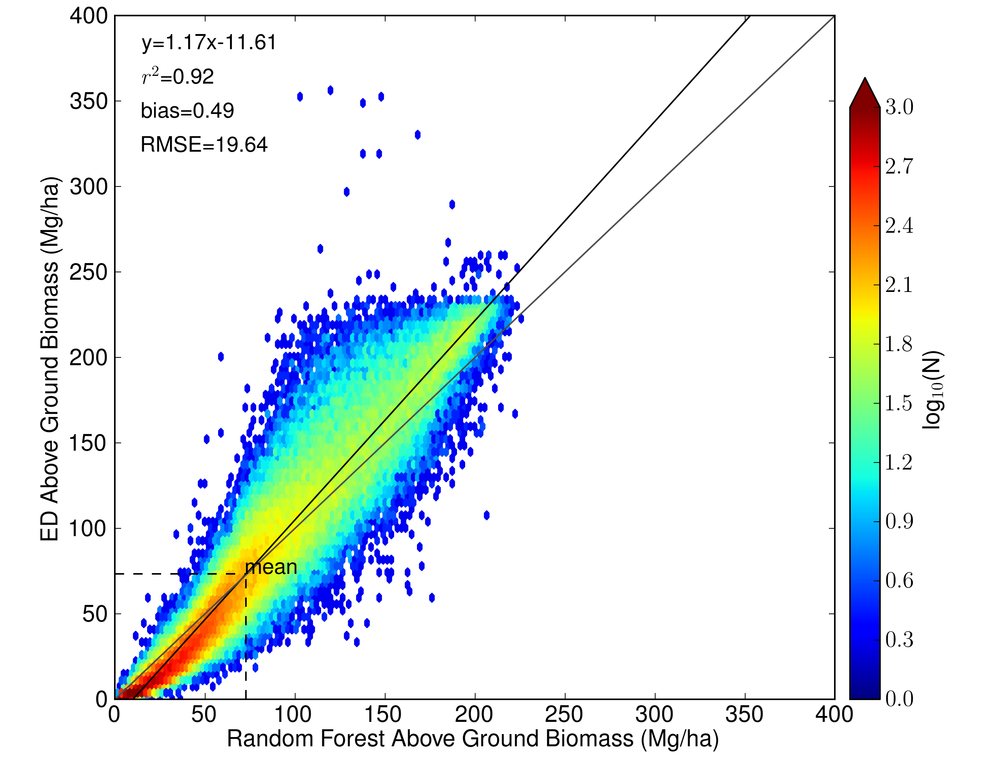 y=1.17x-11.61
r²=0.92
bias=0.49
RMSE=19.64
mean
ED Above Ground Biomass (Mg/ha)
400
350
300
250
200
150
100
50
0
0 50 100 150 200 250 300 350 400
Random Forest Above Ground Biomass (Mg/ha)
3.0
2.7
2.4
2.1
1.8
1.5
1.2
0.9
0.6
0.3
0.0
log₁₀(N)